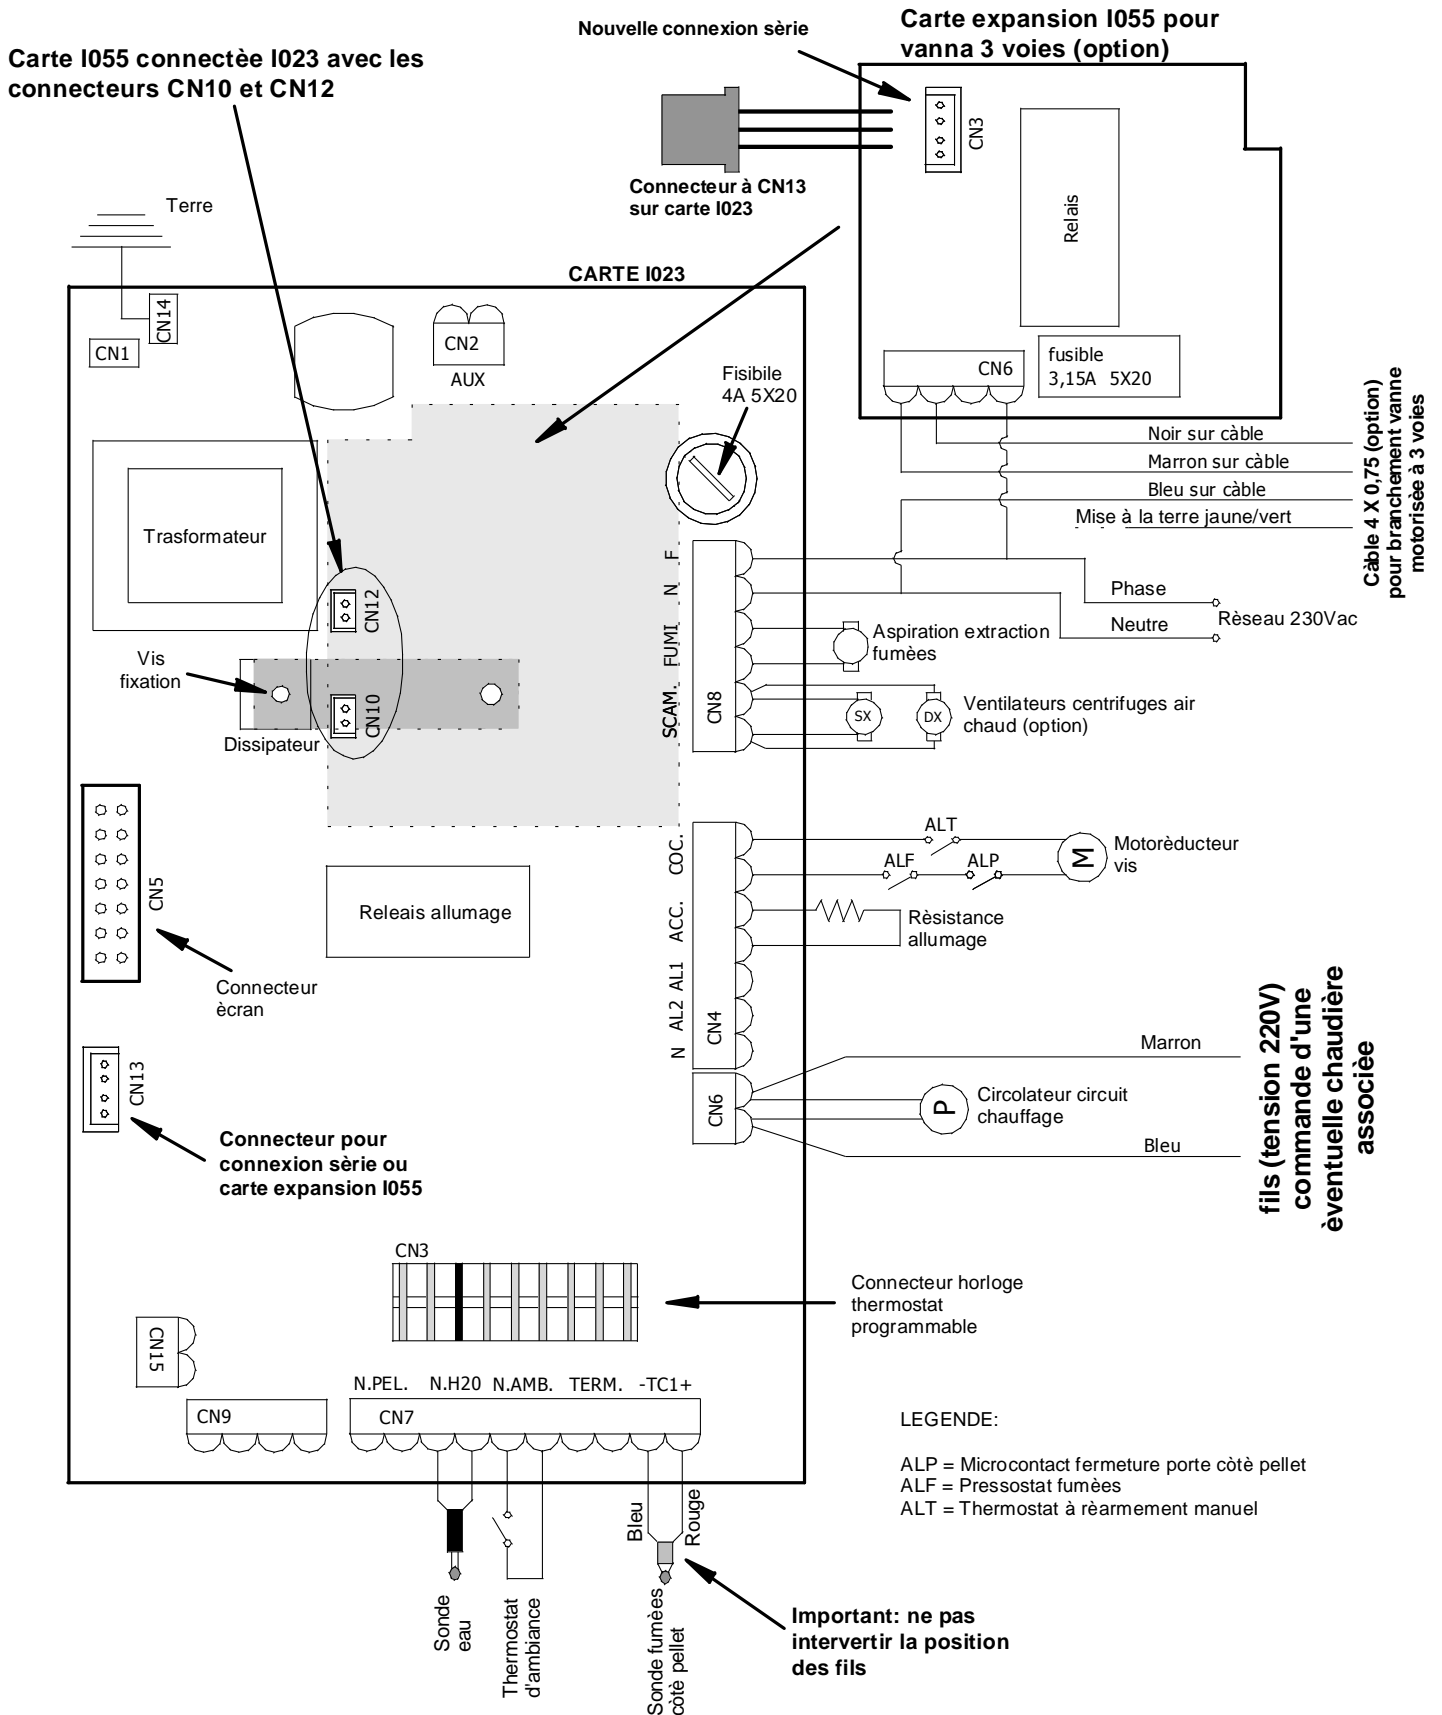 Nouvelle connexion sèrie
Carte expansion I055 pour
vanna 3 voies (option)
Carte I055 connectèe I023 avec les
connecteurs CN10 et CN12
CN3
Connecteur à CN13
sur carte I023
Relais
Terre
CARTE I023
CN14
CN1
CN2
AUX
Fisibile
4A 5X20
CN6
fusible
3,15A 5X20
Noir sur càble
Marron sur càble
Bleu sur càble
Mise à la terre jaune/vert
Càble 4 X 0,75 (option)
pour branchement vanne
motorisèe à 3 voies
Trasformateur
CN12
F
N
FUMI
SCAM.
CN8
Phase
Neutre
Rèseau 230Vac
Aspiration extraction
fumèes
Vis
fixation
CN10
Dissipateur
SX
DX
Ventilateurs centrifuges air
chaud (option)
CN5
Releais allumage
COC.
ACC.
AL1
AL2
N
CN4
ALT
ALF
ALP
M
Motorèducteur
vis
Rèsistance
allumage
Connecteur
ècran
CN13
Connecteur pour
connexion sèrie ou
carte expansion I055
CN6
Marron
P
Circolateur circuit
chauffage
Bleu
fils (tension 220V)
commande d'une
èventuelle chaudière
associèe
CN3
Connecteur horloge
thermostat
programmable
CN15
N.PEL. N.H20 N.AMB. TERM. -TC1+
CN9
CN7
LEGENDE:
ALP = Microcontact fermeture porte còtè pellet
ALF = Pressostat fumèes
ALT = Thermostat à rèarmement manuel
Bleu
Rouge
Sonde
eau
Thermostat
d'ambiance
Sonde fumèes
còtè pellet
Important: ne pas
intervertir la position
des fils